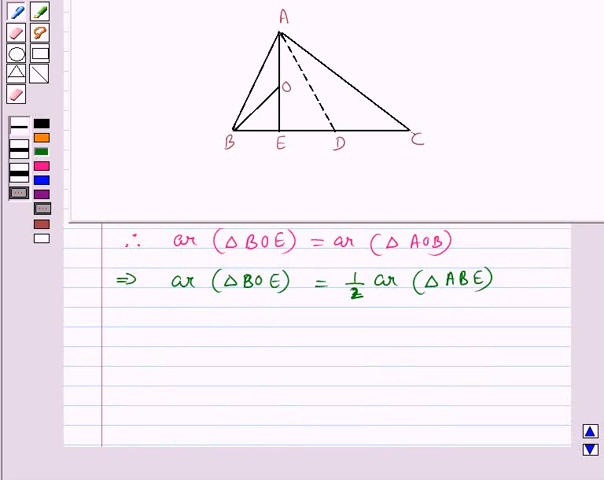 A
O
B E D C
∴ ar (△ BOE) = ar (△ AOB)
⇒ ar (△ BOE) = 1/2 ar (△ ABE)